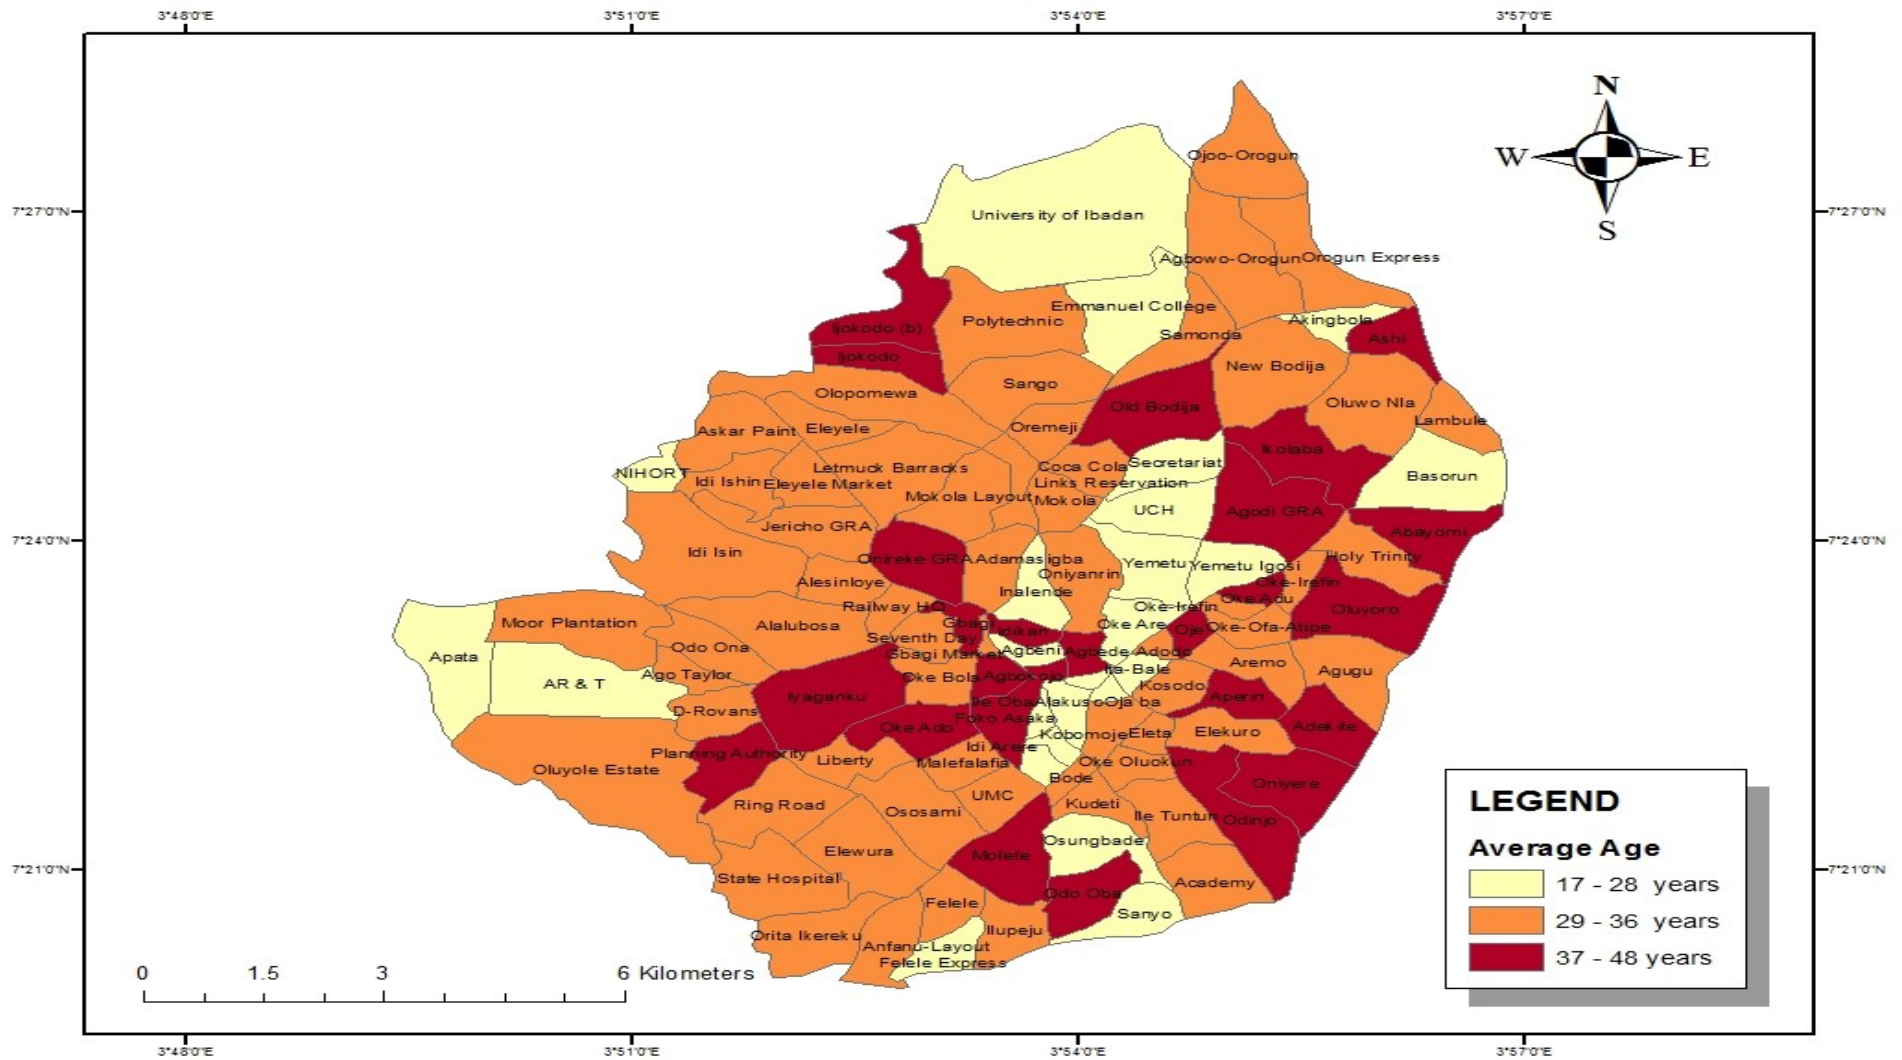 3°48'0"E
3°51'0"E
3°54'0"E
3°57'0"E
N
W
E
S
7°27'0"N
7°27'0"N
Ojoo-Orogun
University of Ibadan
Agbowo-Orogun
Orogun Express
Emmanuel College
Polytechnic
Akingbola
Ijokodo (b)
Samonda
Ashi
Ijokodo
New Bodija
Sango
Olopomewa
Old Bodija
Oluwo Nla
Lambule
Askar Paint
Eleyele
Oremeji
Ikolaba
NIHORT
Letmuck Barracks
Coca Cola
Secretariat
Basorun
Idi Ishin
Eleyele Market
Links Reservation
Mokola Layout
Mokola
UCH
Agodi GRA
Jericho GRA
Abayomi
7°24'0"N
7°24'0"N
Idi Isin
Onireke GRA
Adamasigba
Yemetu
Yemetu Igosi
Holy Trinity
Oniyanrin
Alesinloye
Oke-Irefin
Inalende
Oke Adu
Railway HQ
Oke-Irefin
Oluyoro
Moor Plantation
Alalubosa
Gbagi
Idikan
Oke Are
Oje
Oke-Ofa-Atipe
Seventh Day
Odo Ona
Gbagi Market
Agbeni
Agbede Adodo
Apata
Aremo
Ita-Bale
Agugu
AR & T
Ago Taylor
Oke Bola
Agbokojo
Kosodo
Iyaganku
Aperin
Ile Oba
Alakuso
Oja ba
D-Rovans
Foko Asaka
Oke Ado
Adekile
Kobomoje
Eleta
Elekuro
Idi Arere
Planning Authority
Liberty
Malefalafia
Oke Oluokun
Oluyole Estate
Bode
Oniyere
UMC
Kudeti
Ring Road
Ososami
Ile Tuntun
Odinjo
Osungbade
Elewura
Molete
7°21'0"N
7°21'0"N
State Hospital
Academy
Odo Oba
Felele
Sanyo
Ilupeju
Orita Ikereku
Anfanu-Layout
Felele Express
LEGEND
Average Age
17 - 28 years
29 - 36 years
37 - 48 years
0
1.5
3
6 Kilometers
3°48'0"E
3°51'0"E
3°54'0"E
3°57'0"E